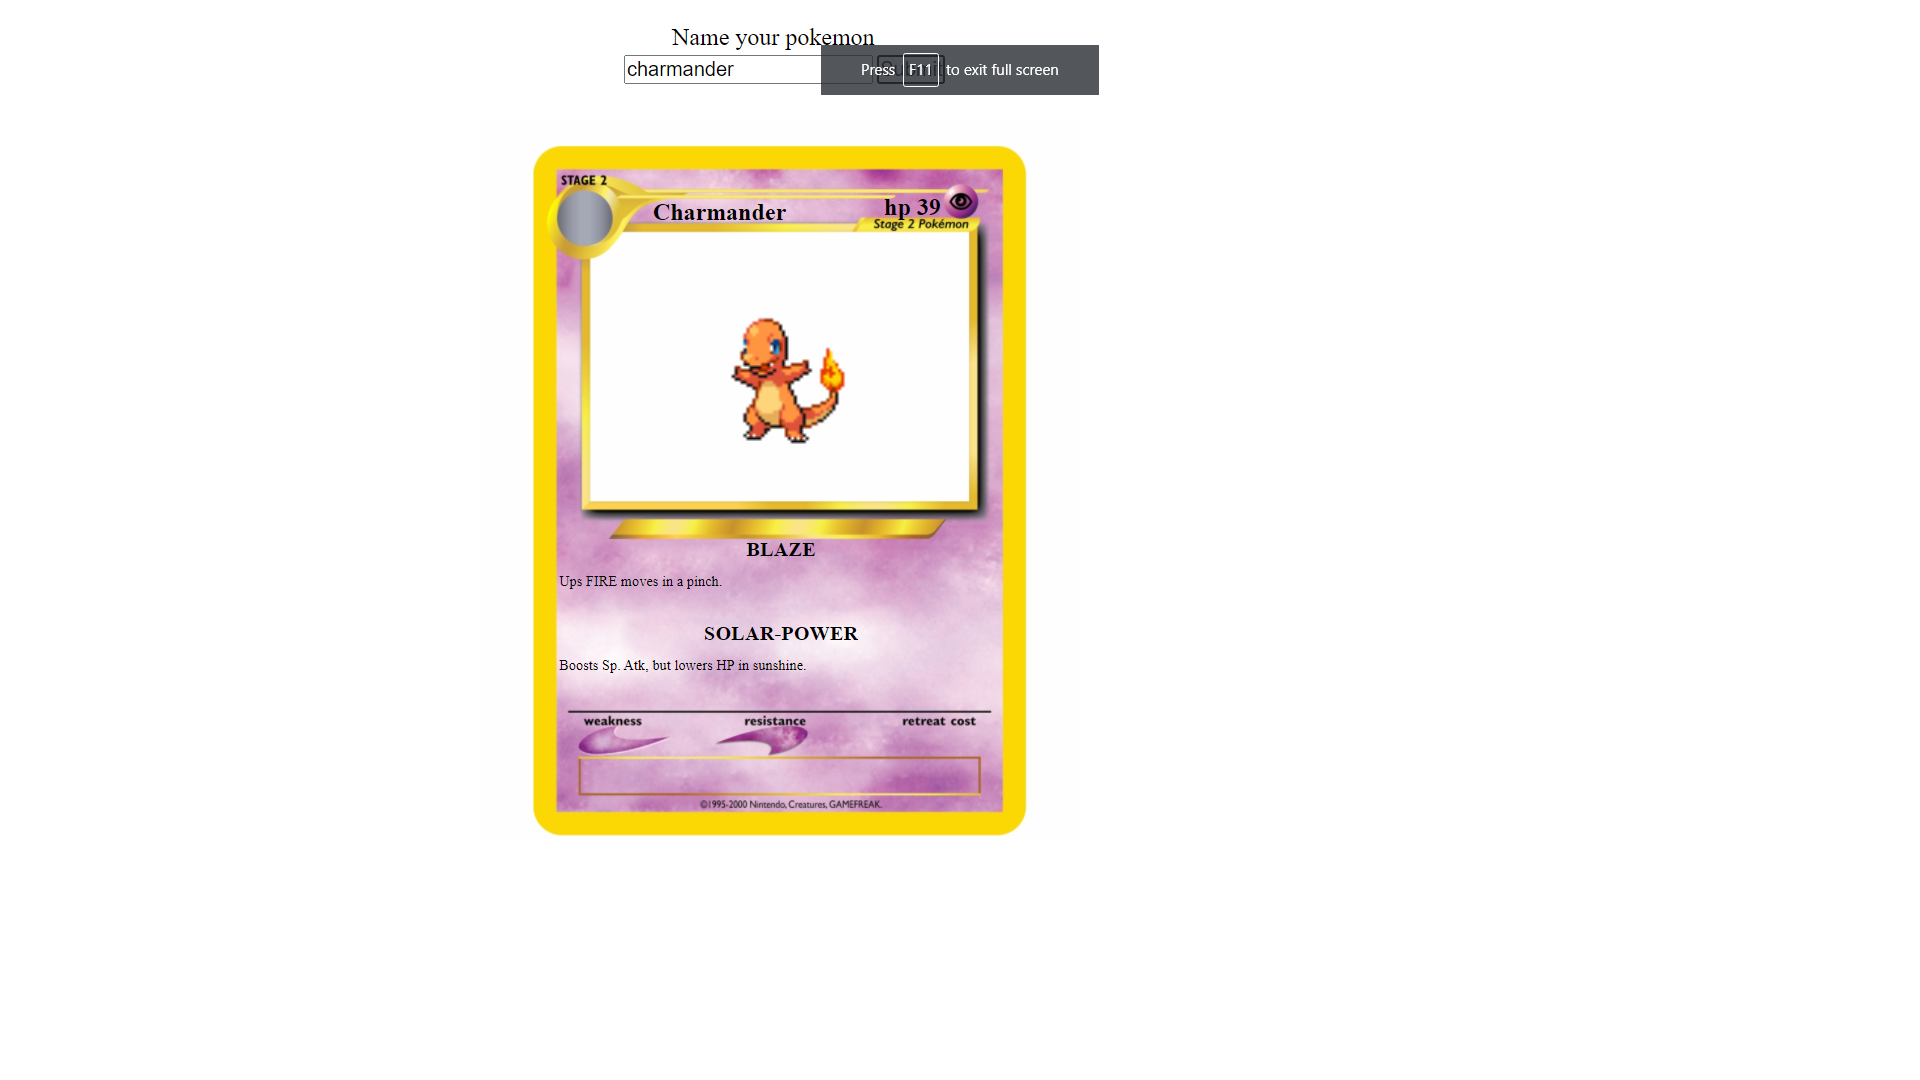 Name your pokemon
charmander
Press F11 to exit full screen
STAGE 2
Charmander
hp 39
Stage 2 Pokémon
BLAZE
Ups FIRE moves in a pinch.
SOLAR-POWER
Boosts Sp. Atk, but lowers HP in sunshine.
weakness resistance retreat cost
©1995-2000 Nintendo, Creatures, GAMEFREAK.